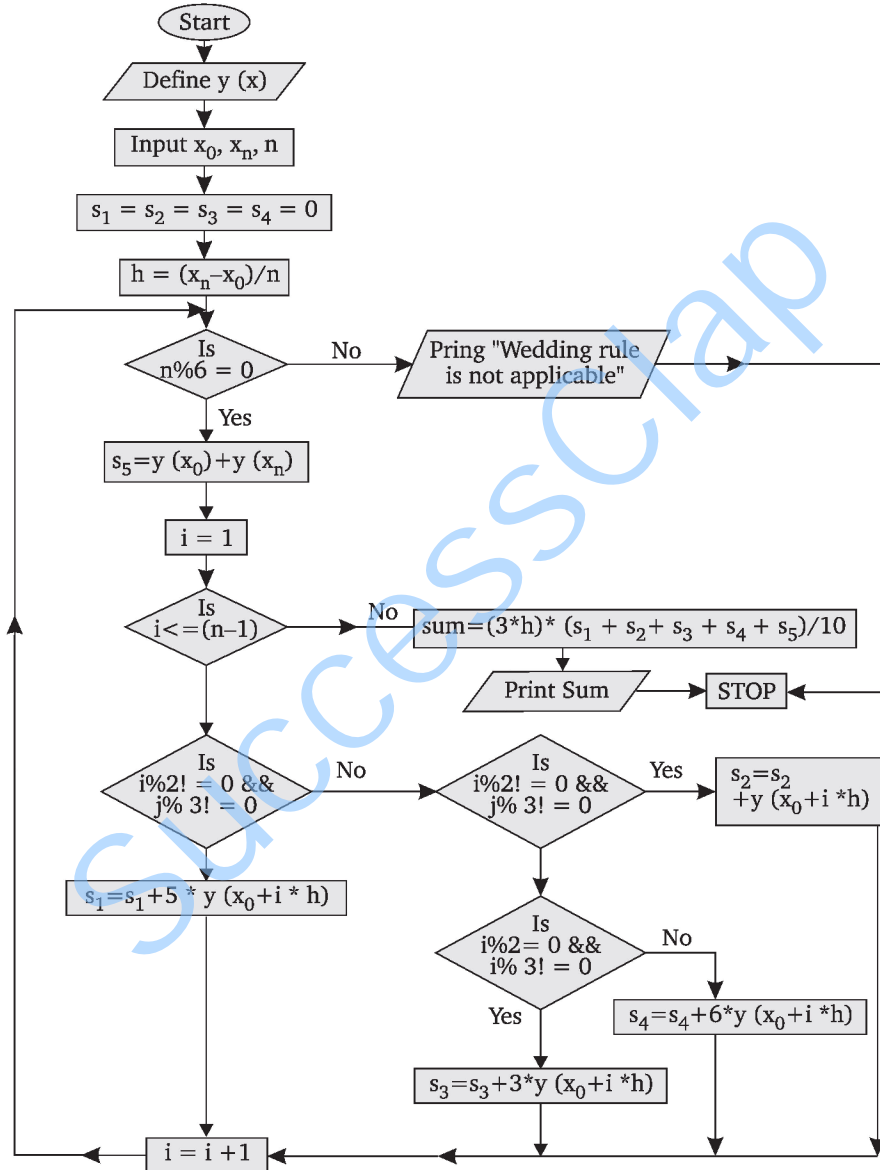 Start
Define y (x)
Input x₀, xₙ, n
s₁ = s₂ = s₃ = s₄ = 0
h = (xₙ–x₀)/n
Is
n%6 = 0
No
Pring "Wedding rule
is not applicable"
Yes
s₅=y (x₀)+y (xₙ)
i = 1
Is
i<=(n–1)
No
sum=(3*h)* (s₁ + s₂+ s₃ + s₄ + s₅)/10
Print Sum
STOP
Is
i%2! = 0 &&
j% 3! = 0
No
Is
i%2! = 0 &&
j% 3! = 0
Yes
s₂=s₂
+y (x₀+i *h)
s₁=s₁+5 * y (x₀+i * h)
Is
i%2= 0 &&
i% 3! = 0
No
Yes
s₄=s₄+6*y (x₀+i *h)
s₃=s₃+3*y (x₀+i *h)
i = i +1
SuccessClap